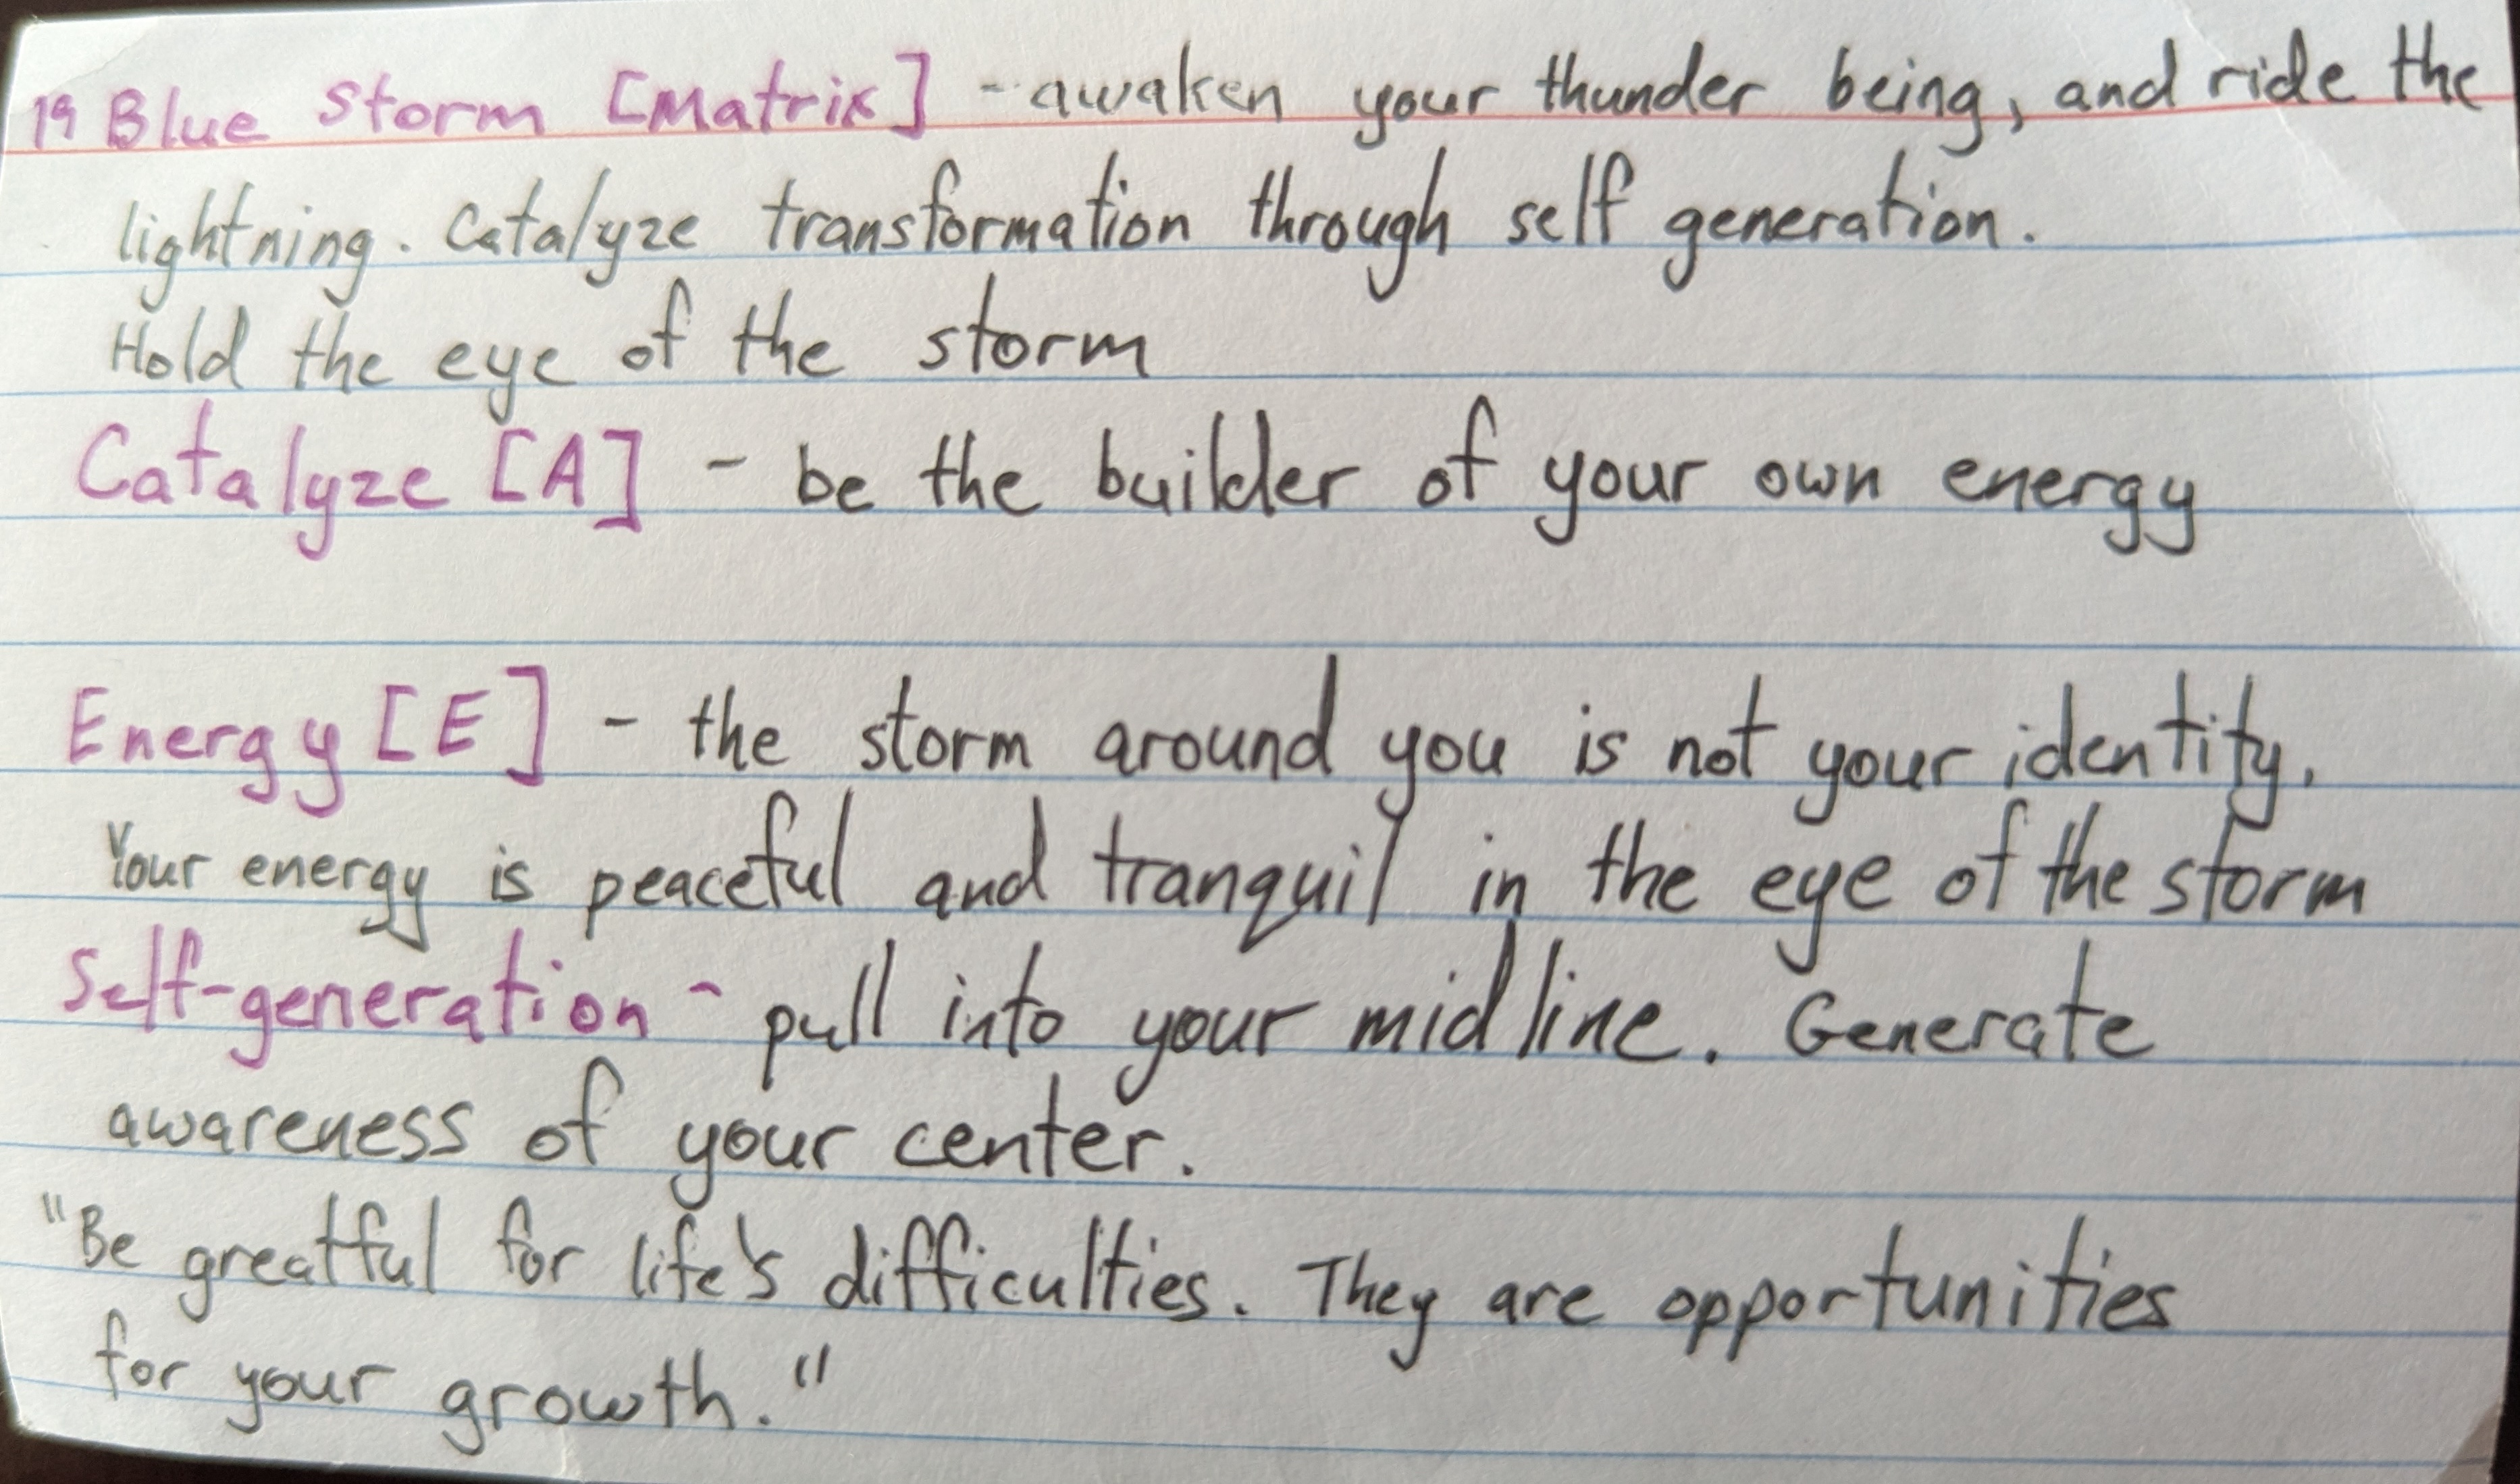 19 Blue Storm [Matrix] - awaken your thunder being, and ride the
lightning. Catalyze transformation through self generation.
Hold the eye of the storm
Catalyze [A] - be the builder of your own energy
Energy [E] - the storm around you is not your identity.
Your energy is peaceful and tranquil in the eye of the storm
Self-generation - pull into your midline. Generate
awareness of your center.
"Be greatful for life's difficulties. They are opportunities
for your growth."